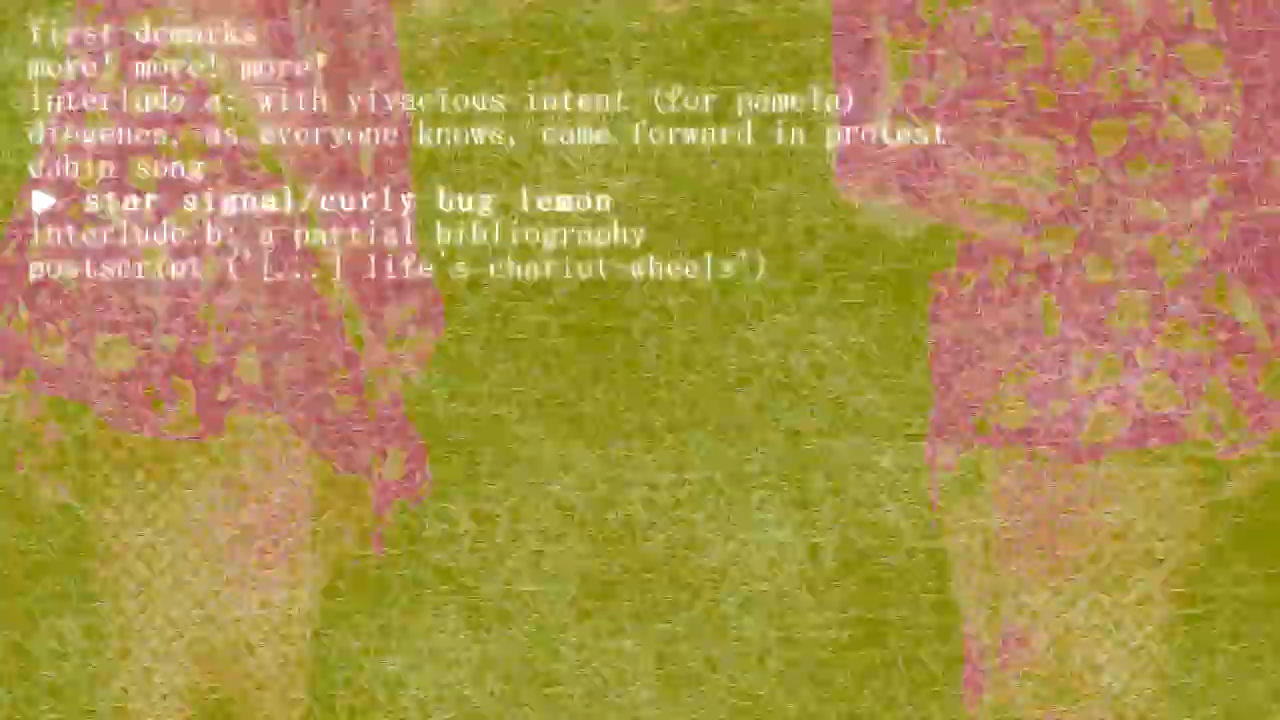 first demarks
more! more! more!
interlude a: with vivacious intent (for pamela)
as everyone knows, came forward in protest
cabin song
▶ star signal/curly bug lemon
interlude b: a partial bibliography
postscript ('[...] life's chariot wheels')